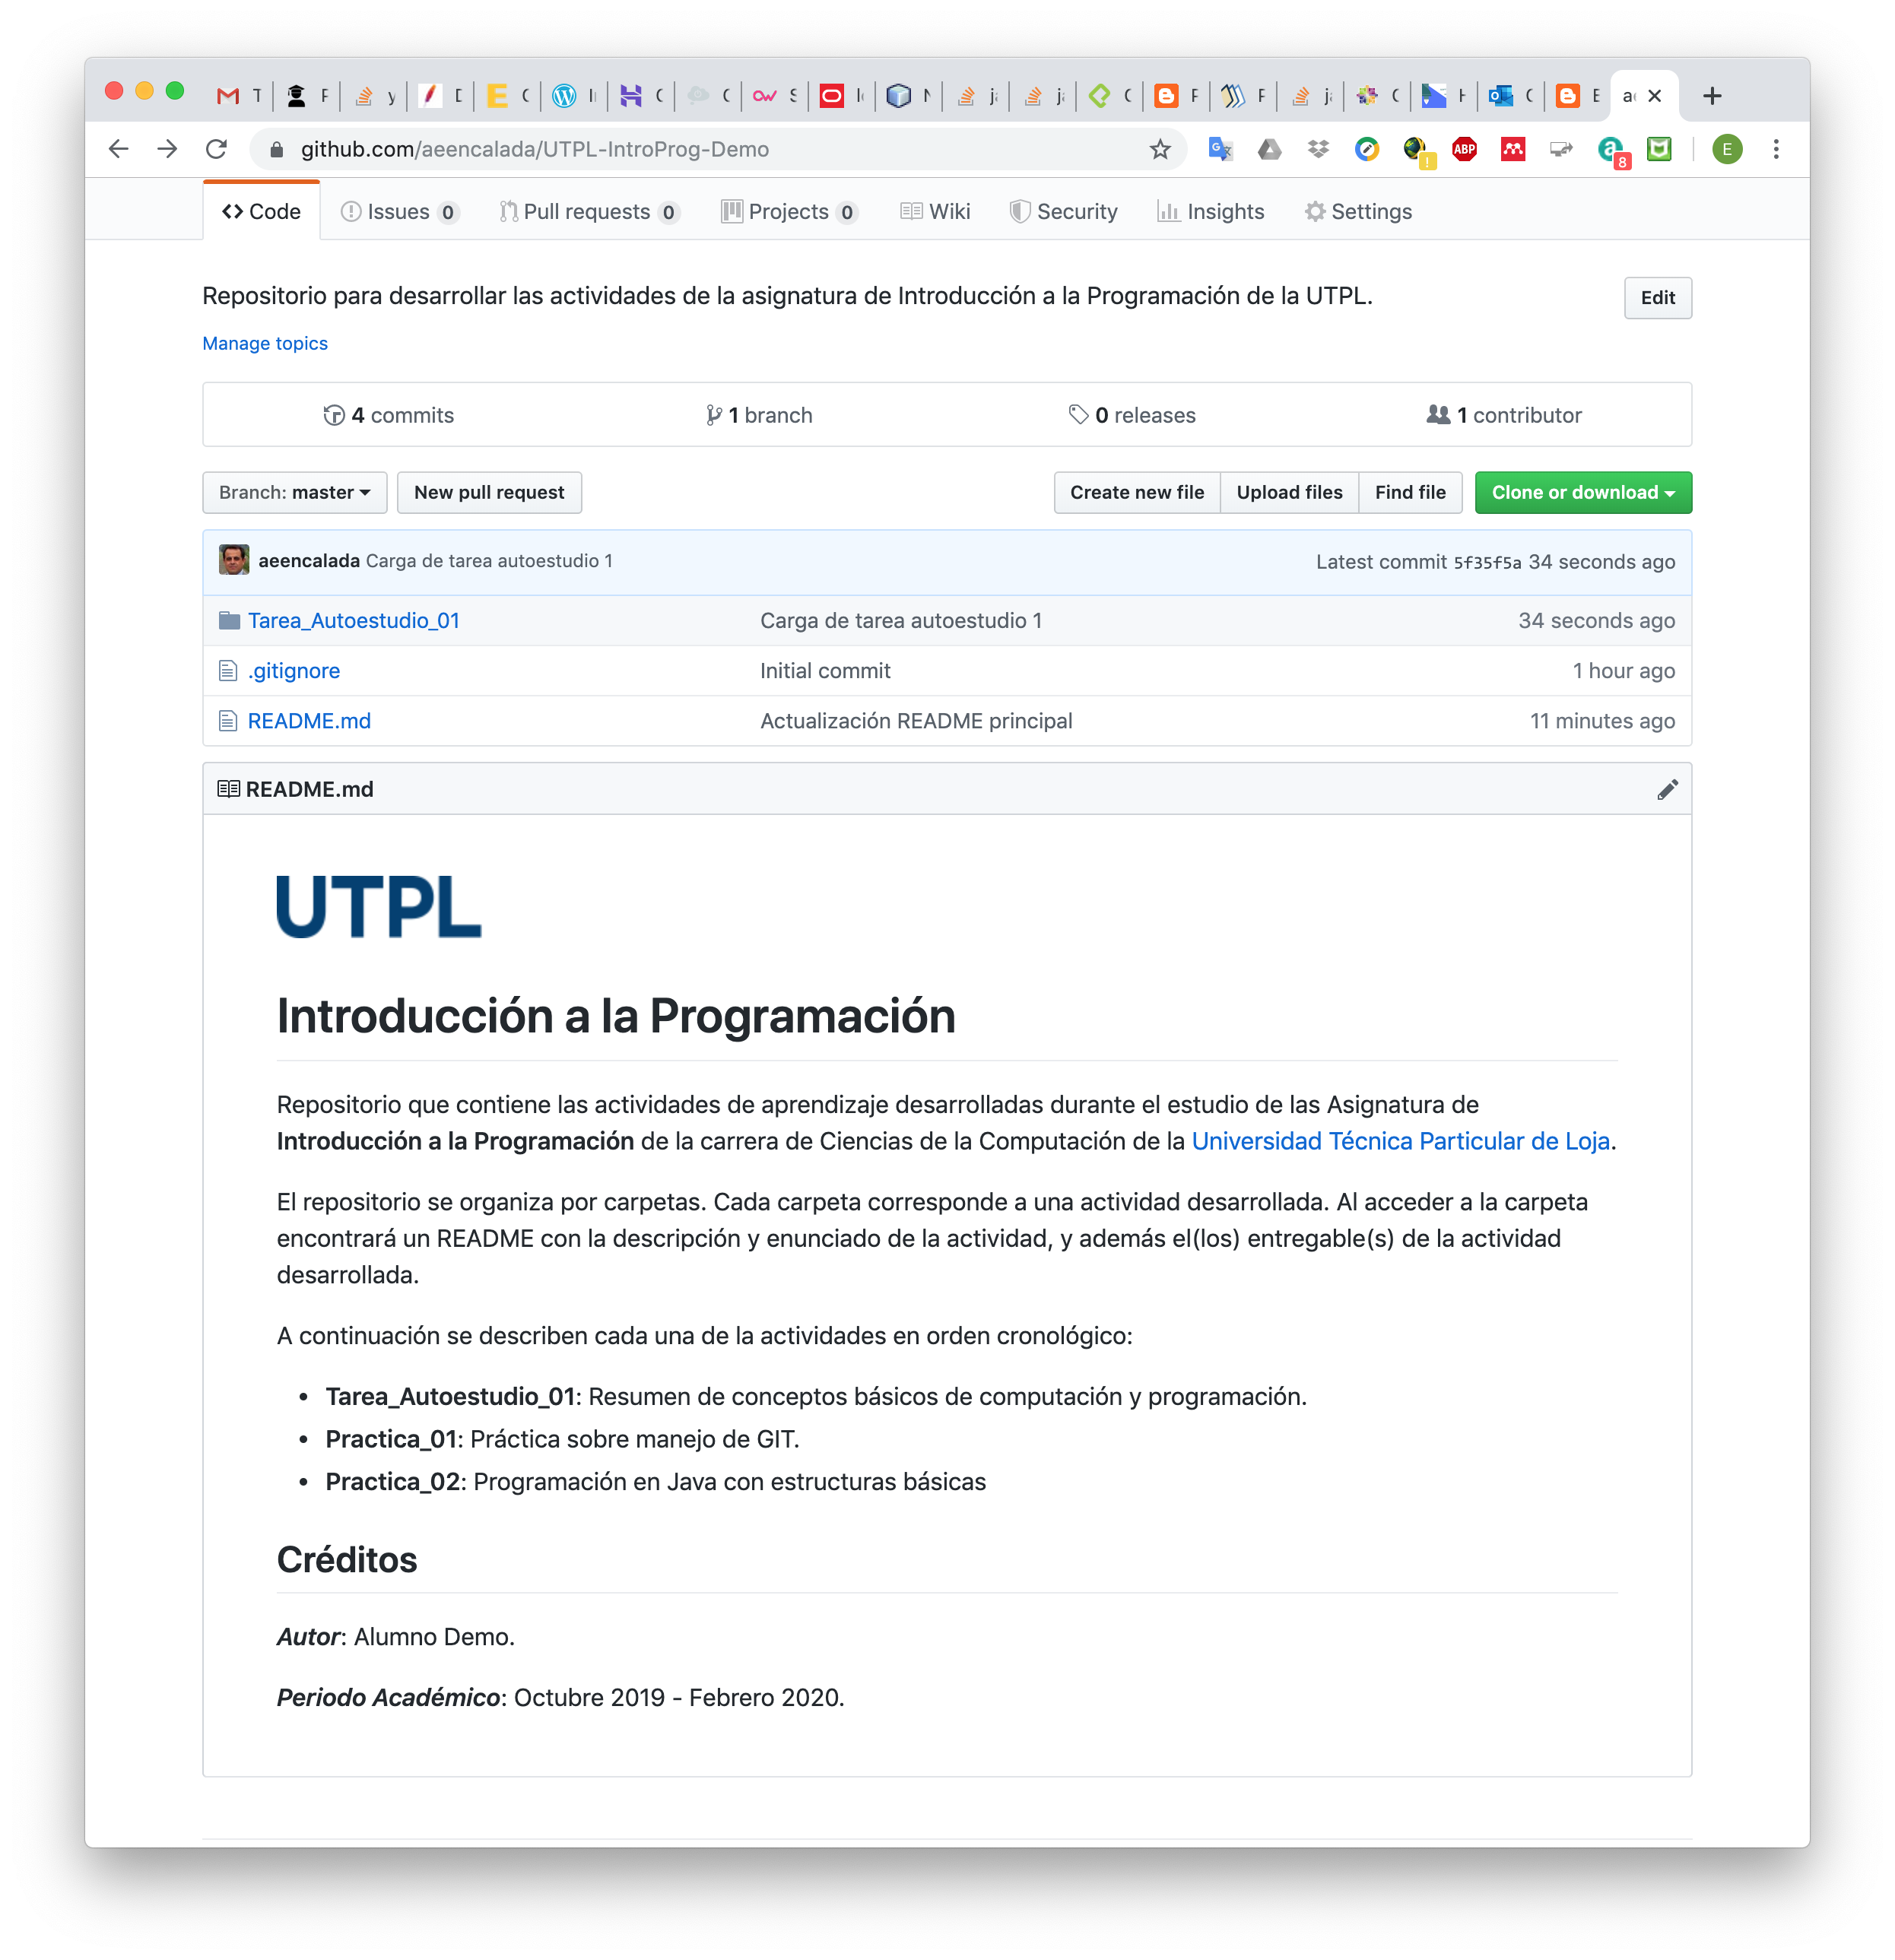 github.com/aeencalada/UTPL-IntroProg-Demo
ABP
8
E
Code Issues 0 Pull requests 0 Projects 0 Wiki Security Insights Settings
Repositorio para desarrollar las actividades de la asignatura de Introducción a la Programación de la UTPL.
Edit
Manage topics
4 commits 1 branch 0 releases 1 contributor
Branch: master New pull request Create new file Upload files Find file Clone or download
aeencalada Carga de tarea autoestudio 1 Latest commit 5f35f5a 34 seconds ago
Tarea_Autoestudio_01 Carga de tarea autoestudio 1 34 seconds ago
.gitignore Initial commit 1 hour ago
README.md Actualización README principal 11 minutes ago
README.md
UTPL
Introducción a la Programación
Repositorio que contiene las actividades de aprendizaje desarrolladas durante el estudio de las Asignatura de
Introducción a la Programación de la carrera de Ciencias de la Computación de la Universidad Técnica Particular de Loja.
El repositorio se organiza por carpetas. Cada carpeta corresponde a una actividad desarrollada. Al acceder a la carpeta
encontrará un README con la descripción y enunciado de la actividad, y además el(los) entregable(s) de la actividad
desarrollada.
A continuación se describen cada una de la actividades en orden cronológico:
• Tarea_Autoestudio_01: Resumen de conceptos básicos de computación y programación.
• Practica_01: Práctica sobre manejo de GIT.
• Practica_02: Programación en Java con estructuras básicas
Créditos
Autor: Alumno Demo.
Periodo Académico: Octubre 2019 - Febrero 2020.